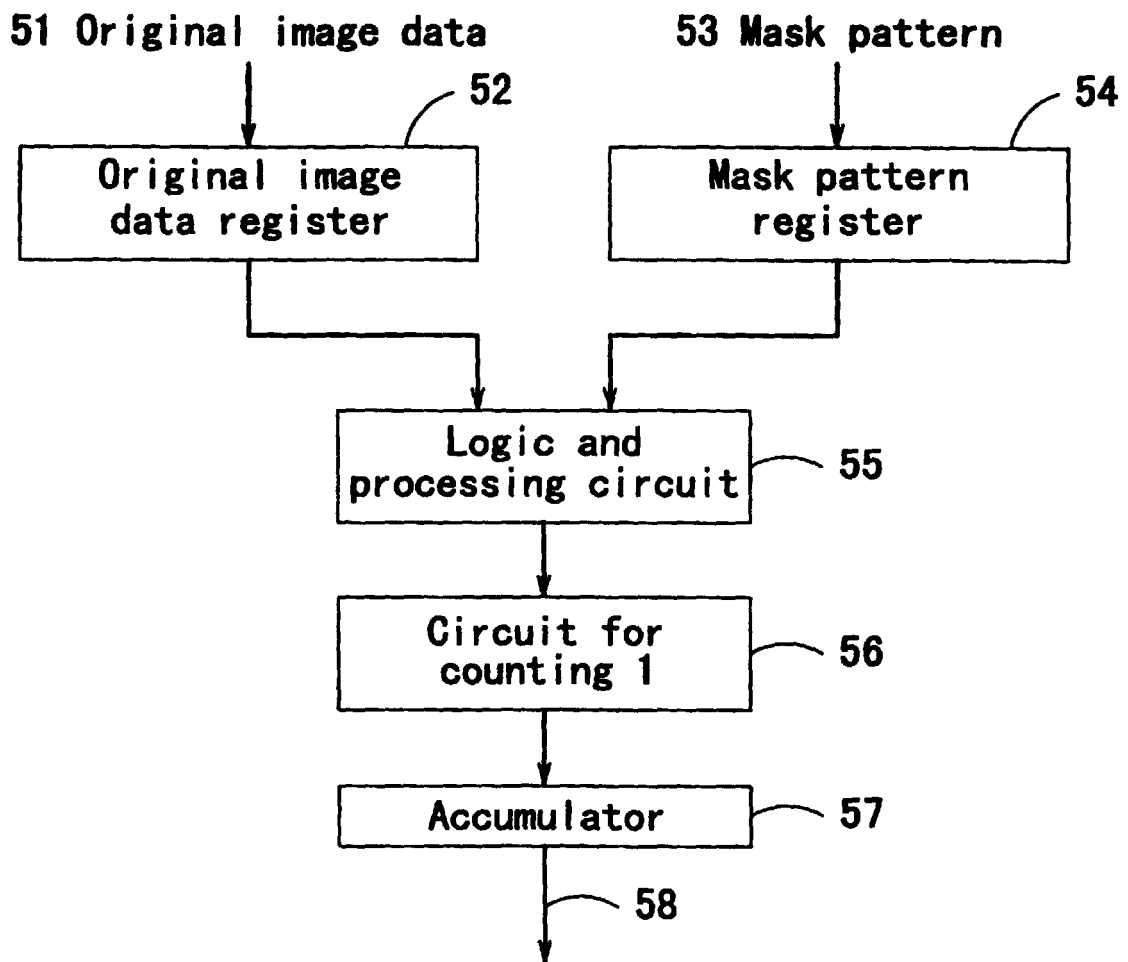 51 Original image data
53 Mask pattern
52
54
Original image
data register
Mask pattern
register
Logic and
processing circuit
55
Circuit for
counting 1
56
Accumulator
57
58